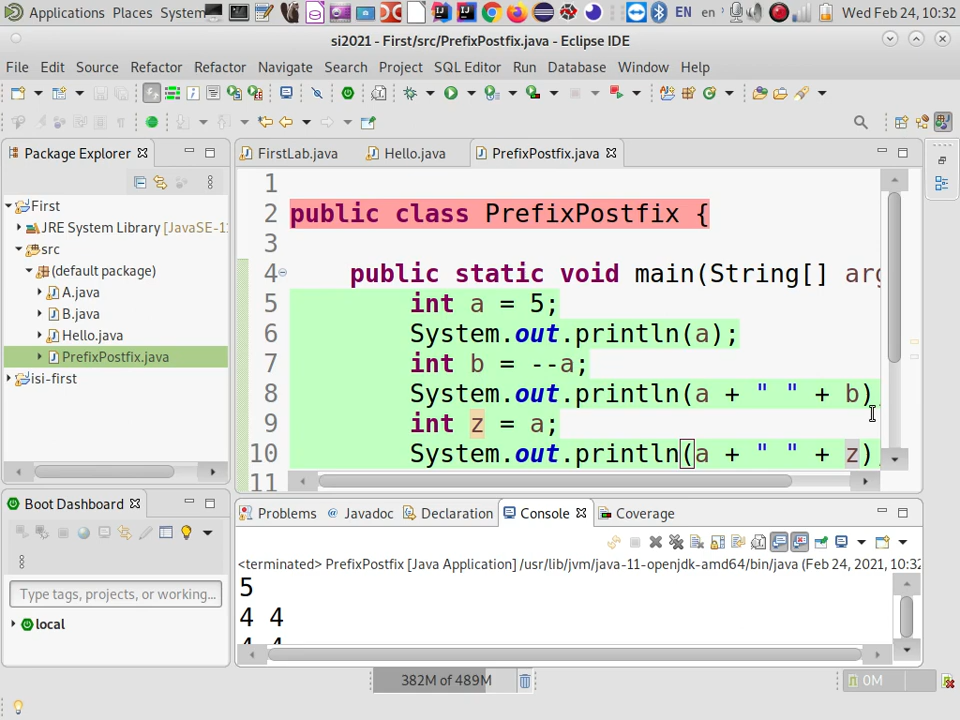 Applications Places System EN en Wed Feb 24, 10:32
si2021 - First/src/PrefixPostfix.java - Eclipse IDE
File Edit Source Refactor Refactor Navigate Search Project SQL Editor Run Database Window Help
Package Explorer
FirstLab.java Hello.java PrefixPostfix.java
First
JRE System Library [JavaSE-1
src
(default package)
A.java
B.java
Hello.java
PrefixPostfix.java
isi-first
1
2 public class PrefixPostfix {
3
4 public static void main(String[] arg
5 int a = 5;
6 System.out.println(a);
7 int b = --a;
8 System.out.println(a + " " + b)
9 int z = a;
10 System.out.println(a + " " + z)
11
Boot Dashboard
Type tags, projects, or working...
local
Problems Javadoc Declaration Console Coverage
<terminated> PrefixPostfix [Java Application] /usr/lib/jvm/java-11-openjdk-amd64/bin/java (Feb 24, 2021, 10:32
5
4 4
4 4
382M of 489M
0M